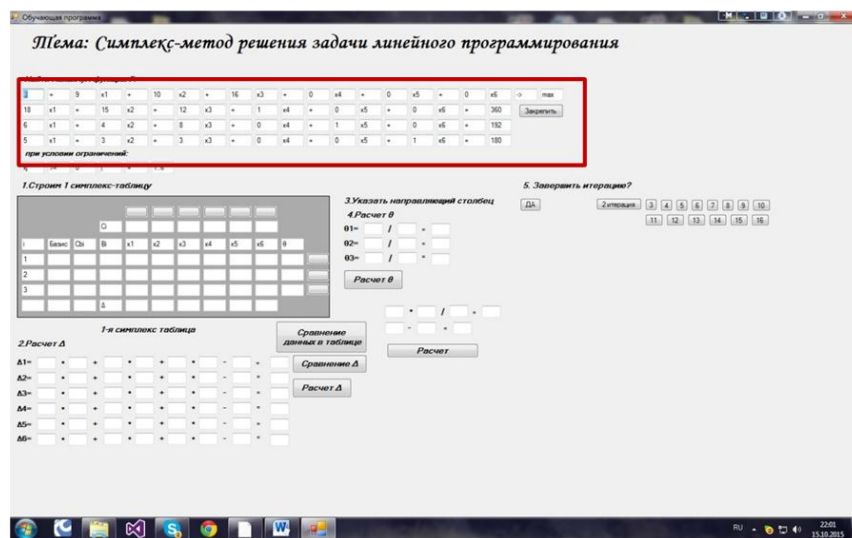 Обучающая программа
Тема: Симплекс-метод решения задачи линейного программирования
+ 9 x1 + 10 x2 + 16 x3 + 0 x4 + 0 x5 + 0 x6 -> max
18 x1 + 15 x2 + 12 x3 + 1 x4 + 0 x5 + 0 x6 = 360 Закрепить
6 x1 + 4 x2 + 8 x3 + 0 x4 + 1 x5 + 0 x6 = 192
5 x1 + 3 x2 + 3 x3 + 0 x4 + 0 x5 + 1 x6 = 180
при условии ограничений:
1.Строим 1 симплекс-таблицу
3.Указать направляющий столбец
5. Завершить итерацию?
4.Расчет θ
ДА 2 итерация 3 4 5 6 7 8 9 10
11 12 13 14 15 16
θ1= / =
i Базис Cbi Bi x1 x2 x3 x4 x5 x6 θ
θ2= / =
1
θ3= / =
2
Расчет θ
3
Δ
* / =
- =
1-я симплекс таблица
Сравнение данных в таблице
Расчет
2.Расчет Δ
Δ1= * + * + * - =
Сравнение Δ
Δ2= * + * + * - =
Δ3= * + * + * - =
Расчет Δ
Δ4= * + * + * - =
Δ5= * + * + * - =
Δ6= * + * + * - =
RU
22:01
15.10.2015